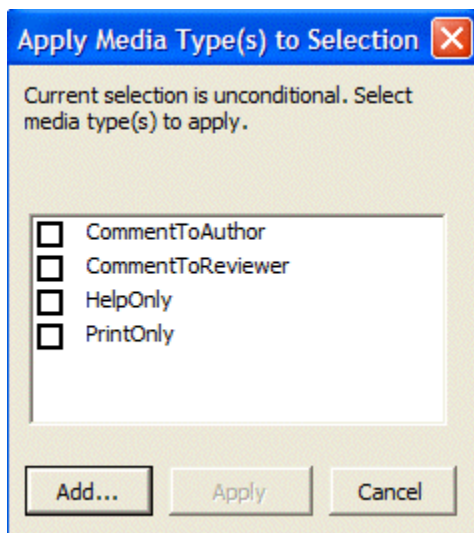 Apply Media Type(s) to Selection
Current selection is unconditional. Select
media type(s) to apply.
CommentToAuthor
CommentToReviewer
HelpOnly
PrintOnly
Add... Apply Cancel